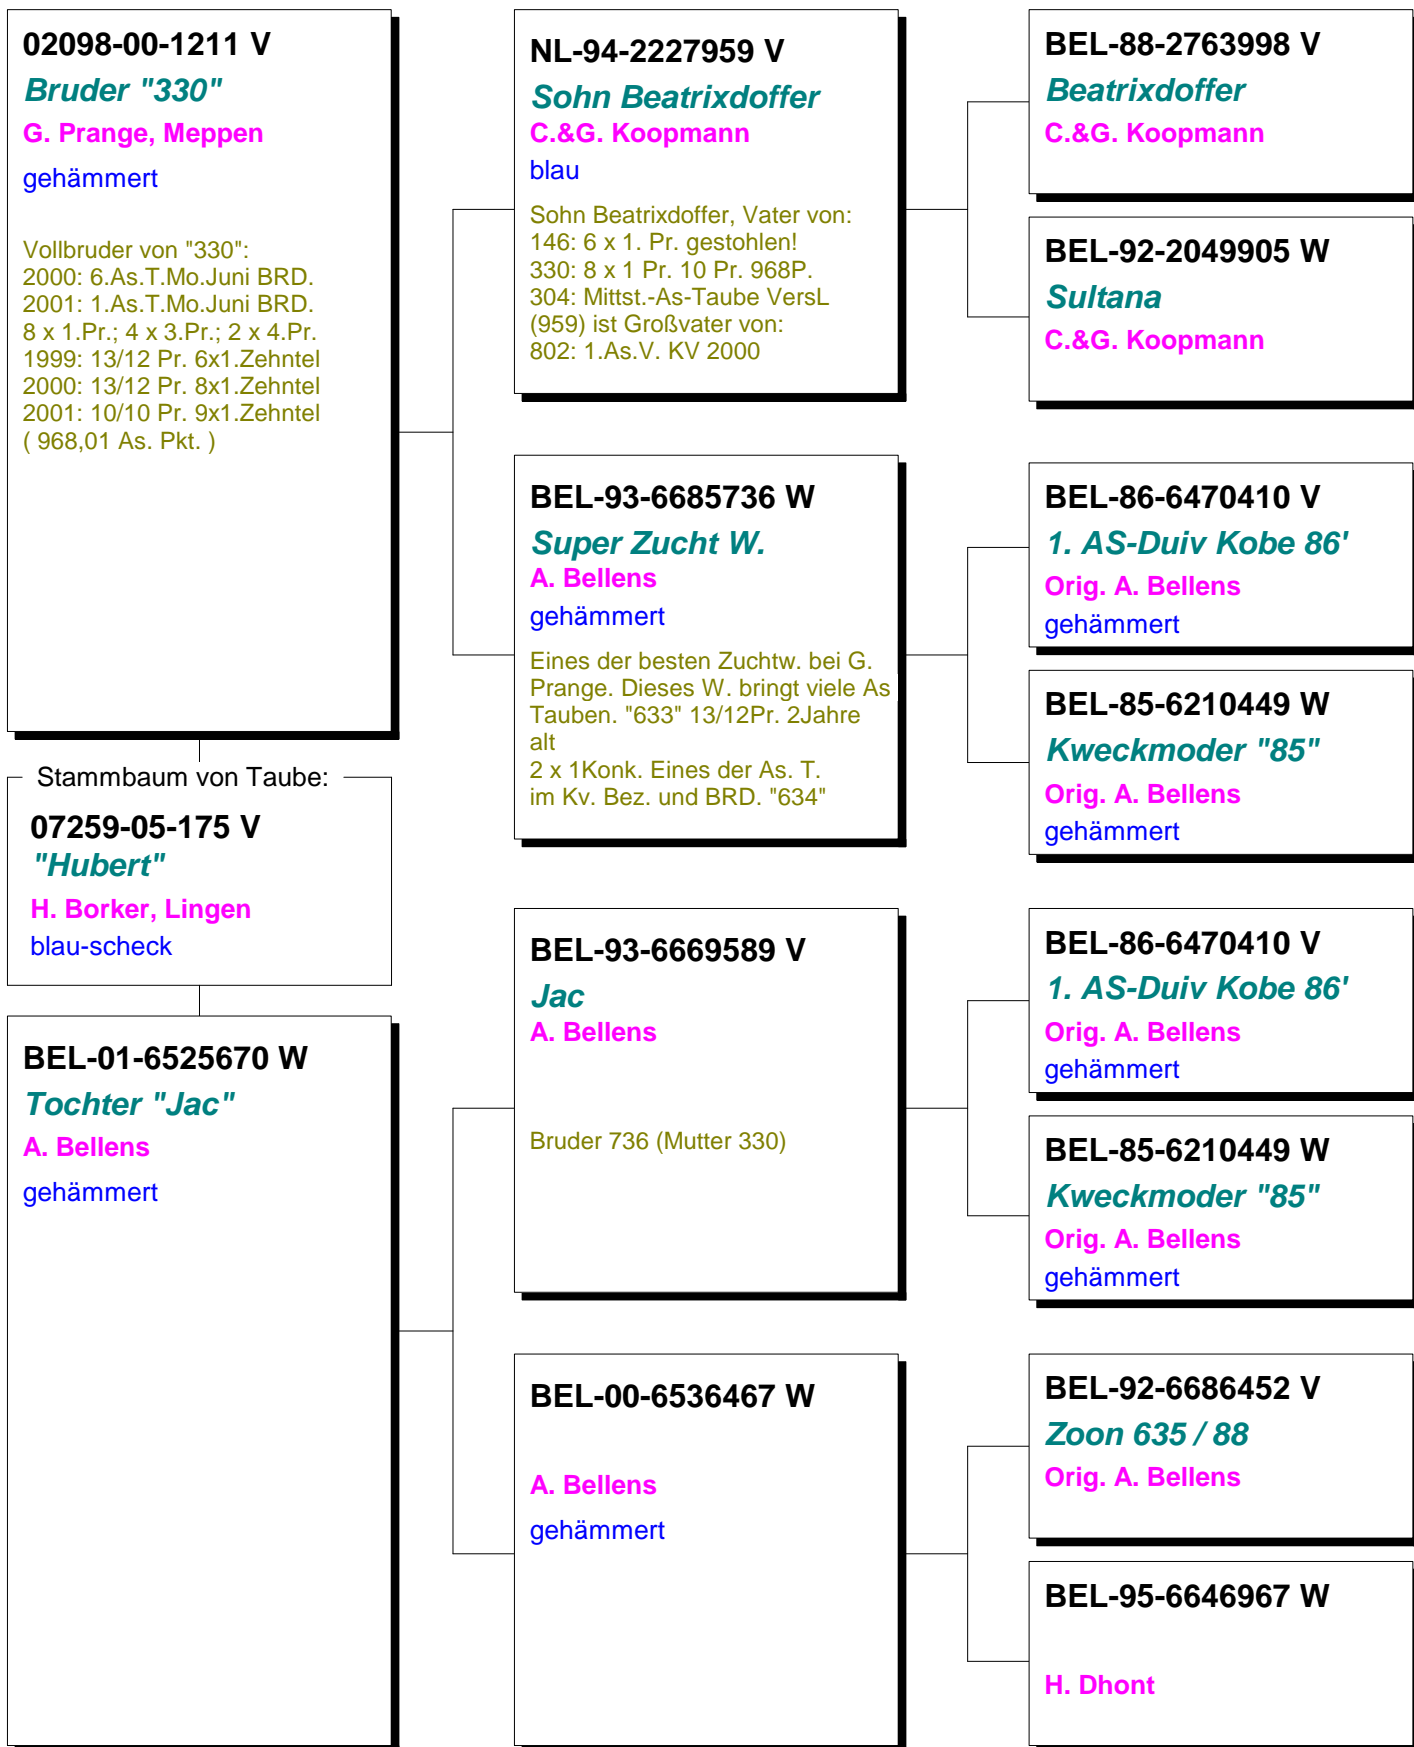 02098-00-1211 V
Bruder "330"
G. Prange, Meppen
gehämmert
Vollbruder von "330":
2000: 6.As.T.Mo.Juni BRD.
2001: 1.As.T.Mo.Juni BRD.
8 x 1.Pr.; 4 x 3.Pr.; 2 x 4.Pr.
1999: 13/12 Pr. 6x1.Zehntel
2000: 13/12 Pr. 8x1.Zehntel
2001: 10/10 Pr. 9x1.Zehntel
( 968,01 As. Pkt. )
Stammbaum von Taube:
07259-05-175 V
"Hubert"
H. Borker, Lingen
blau-scheck
BEL-01-6525670 W
Tochter "Jac"
A. Bellens
gehämmert
NL-94-2227959 V
Sohn Beatrixdoffer
C.&G. Koopmann
blau
Sohn Beatrixdoffer, Vater von:
146: 6 x 1. Pr. gestohlen!
330: 8 x 1 Pr. 10 Pr. 968P.
304: Mittst.-As-Taube VersL
(959) ist Großvater von:
802: 1.As.V. KV 2000
BEL-93-6685736 W
Super Zucht W.
A. Bellens
gehämmert
Eines der besten Zuchtw. bei G.
Prange. Dieses W. bringt viele As
Tauben. "633" 13/12Pr. 2Jahre
alt
2 x 1Konk. Eines der As. T.
im Kv. Bez. und BRD. "634"
BEL-93-6669589 V
Jac
A. Bellens
Bruder 736 (Mutter 330)
BEL-00-6536467 W
A. Bellens
gehämmert
BEL-88-2763998 V
Beatrixdoffer
C.&G. Koopmann
BEL-92-2049905 W
Sultana
C.&G. Koopmann
BEL-86-6470410 V
1. AS-Duiv Kobe 86'
Orig. A. Bellens
gehämmert
BEL-85-6210449 W
Kweckmoder "85"
Orig. A. Bellens
gehämmert
BEL-86-6470410 V
1. AS-Duiv Kobe 86'
Orig. A. Bellens
gehämmert
BEL-85-6210449 W
Kweckmoder "85"
Orig. A. Bellens
gehämmert
BEL-92-6686452 V
Zoon 635 / 88
Orig. A. Bellens
BEL-95-6646967 W
H. Dhont